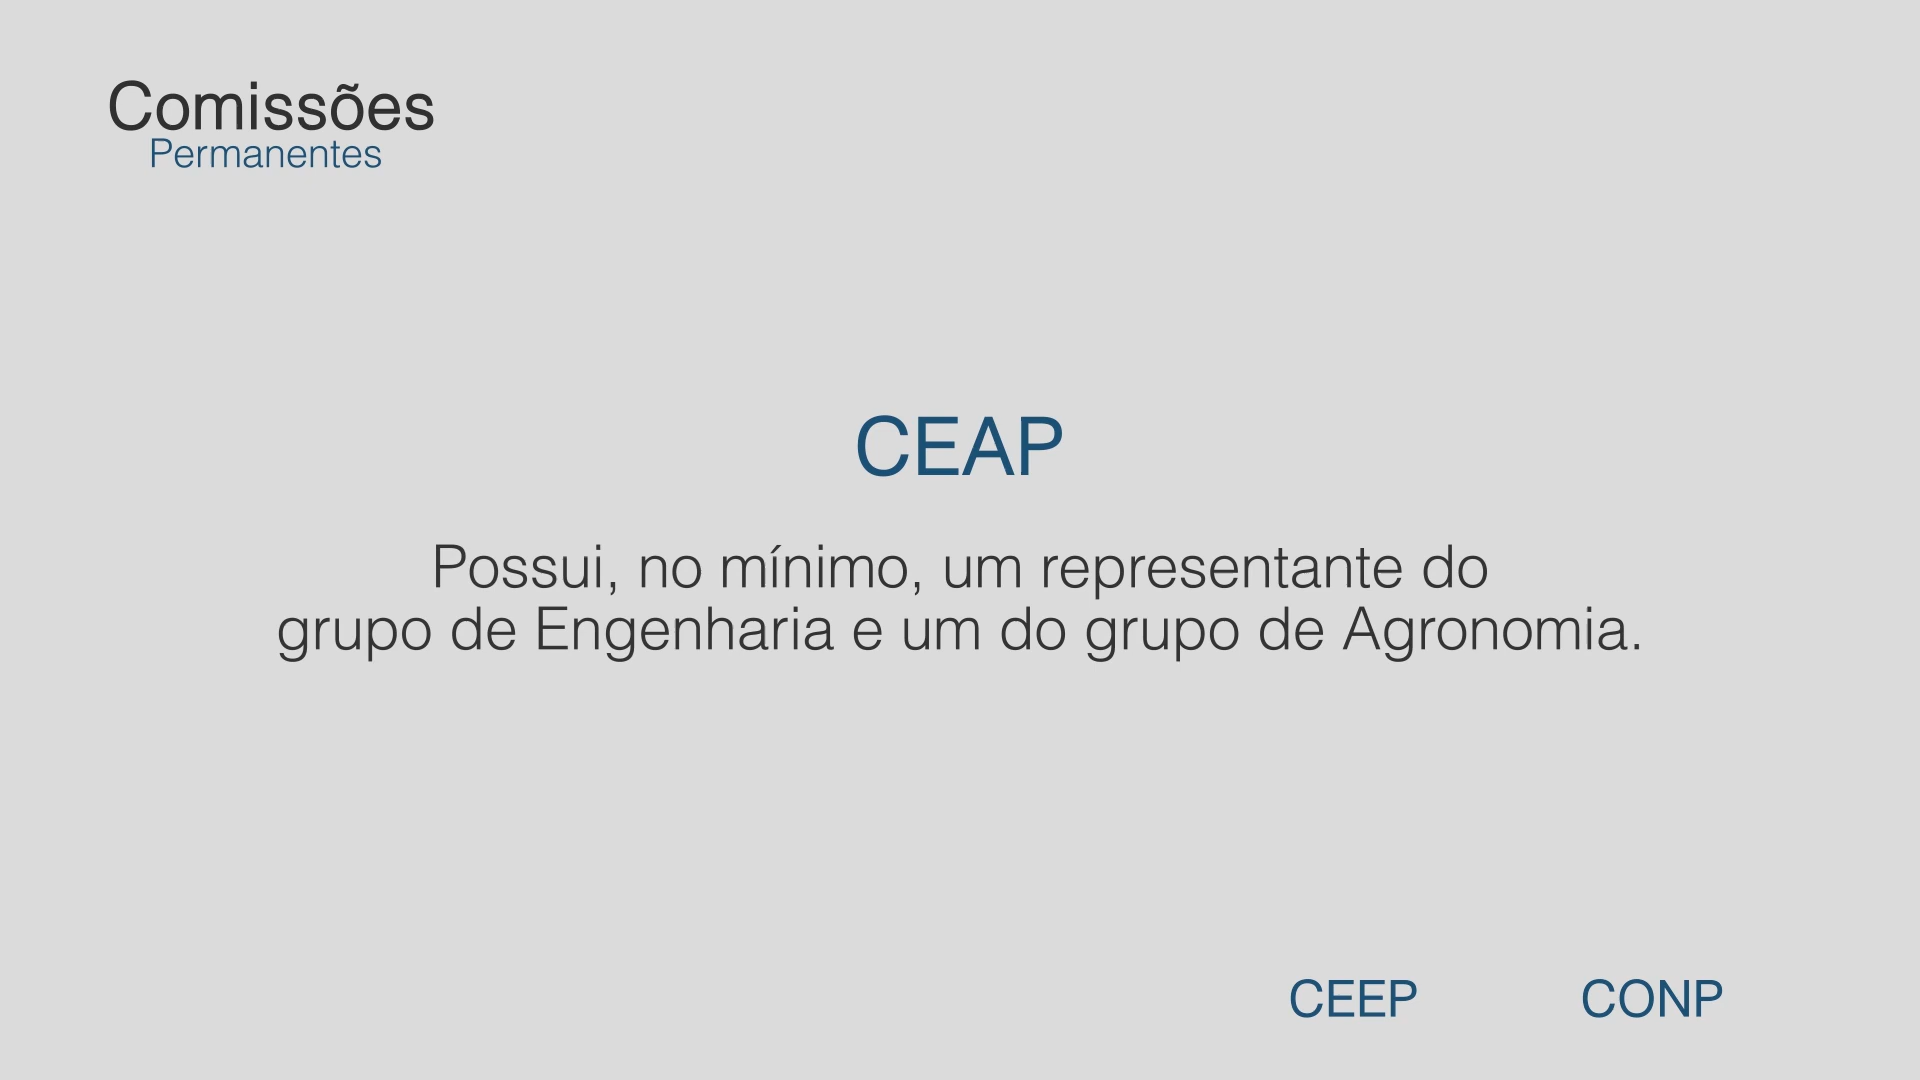 Comissões
Permanentes
CEAP
Possui, no mínimo, um representante do
grupo de Engenharia e um do grupo de Agronomia.
CEEP CONP